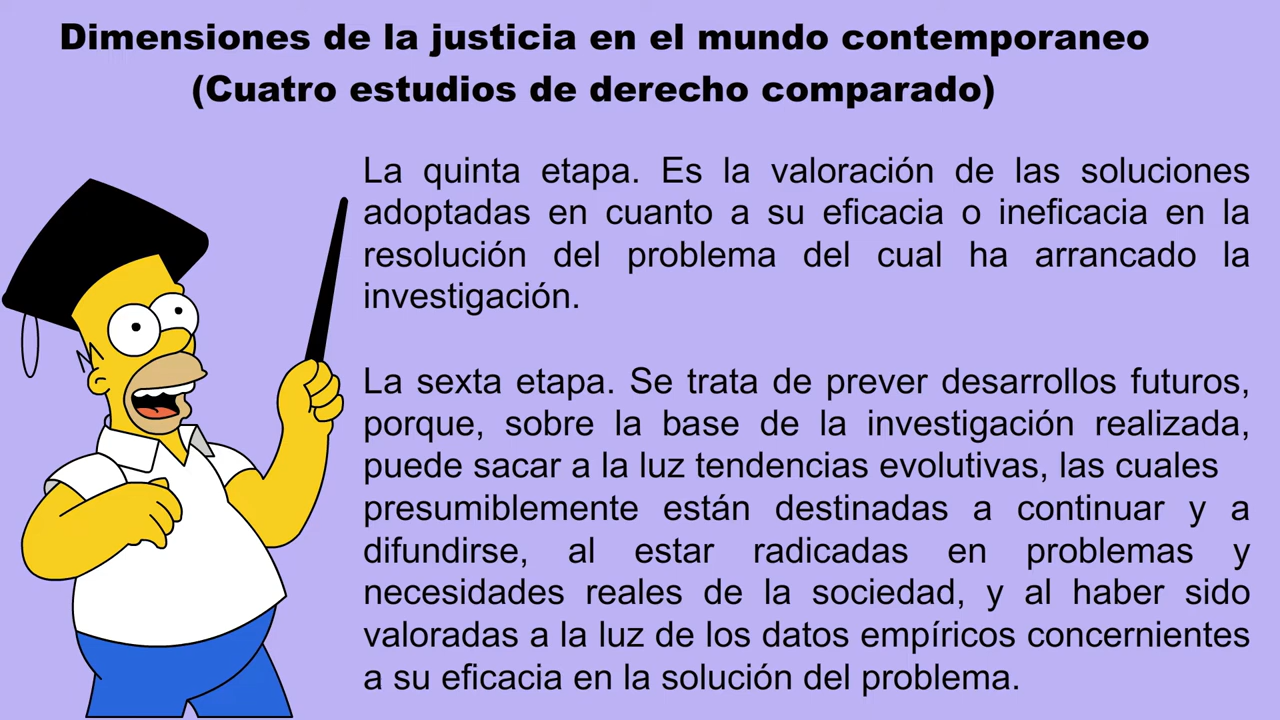 Dimensiones de la justicia en el mundo contemporaneo
(Cuatro estudios de derecho comparado)
La quinta etapa. Es la valoración de las soluciones
adoptadas en cuanto a su eficacia o ineficacia en la
resolución del problema del cual ha arrancado la
investigación.
La sexta etapa. Se trata de prever desarrollos futuros,
porque, sobre la base de la investigación realizada,
puede sacar a la luz tendencias evolutivas, las cuales
presumiblemente están destinadas a continuar y a
difundirse, al estar radicadas en problemas y
necesidades reales de la sociedad, y al haber sido
valoradas a la luz de los datos empíricos concernientes
a su eficacia en la solución del problema.